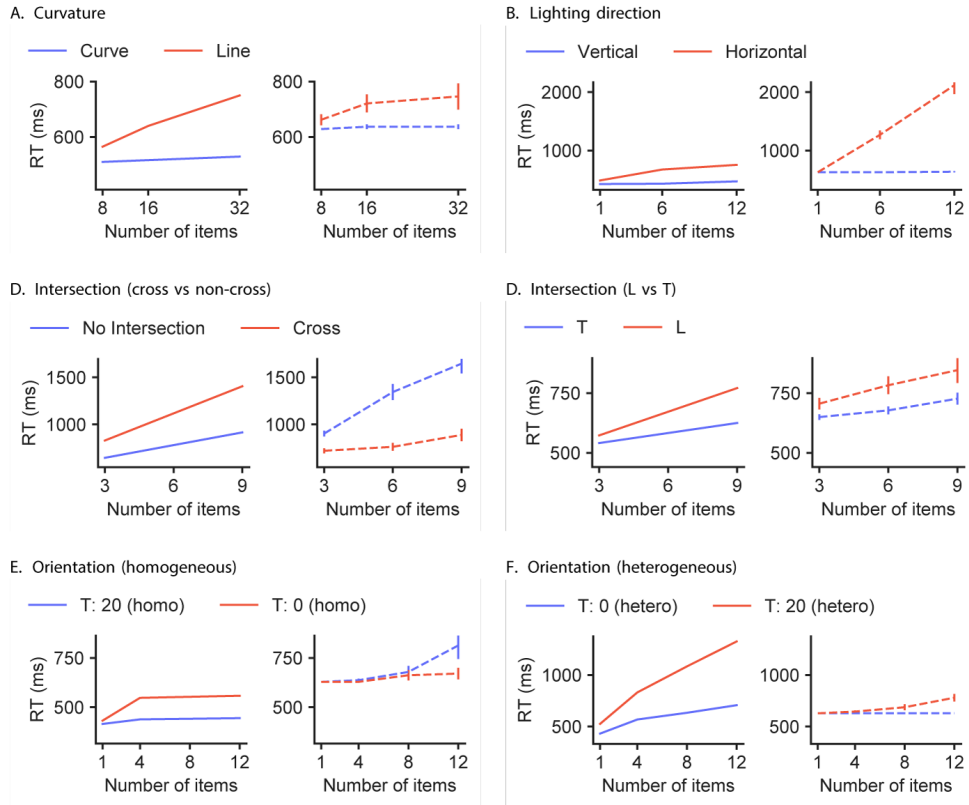 A. Curvature
Curve Line
800
600
RT (ms)
8 16 32
Number of items
800
600
8 16 32
Number of items
B. Lighting direction
Vertical Horizontal
2000
1000
RT (ms)
1 6 12
Number of items
2000
1000
1 6 12
Number of items
D. Intersection (cross vs non-cross)
No Intersection Cross
1500
1000
RT (ms)
3 6 9
Number of items
1500
1000
3 6 9
Number of items
D. Intersection (L vs T)
T L
750
500
RT (ms)
3 6 9
Number of items
750
500
3 6 9
Number of items
E. Orientation (homogeneous)
T: 20 (homo) T: 0 (homo)
750
500
RT (ms)
1 4 8 12
Number of items
750
500
1 4 8 12
Number of items
F. Orientation (heterogeneous)
T: 0 (hetero) T: 20 (hetero)
1000
500
RT (ms)
1 4 8 12
Number of items
1000
500
1 4 8 12
Number of items